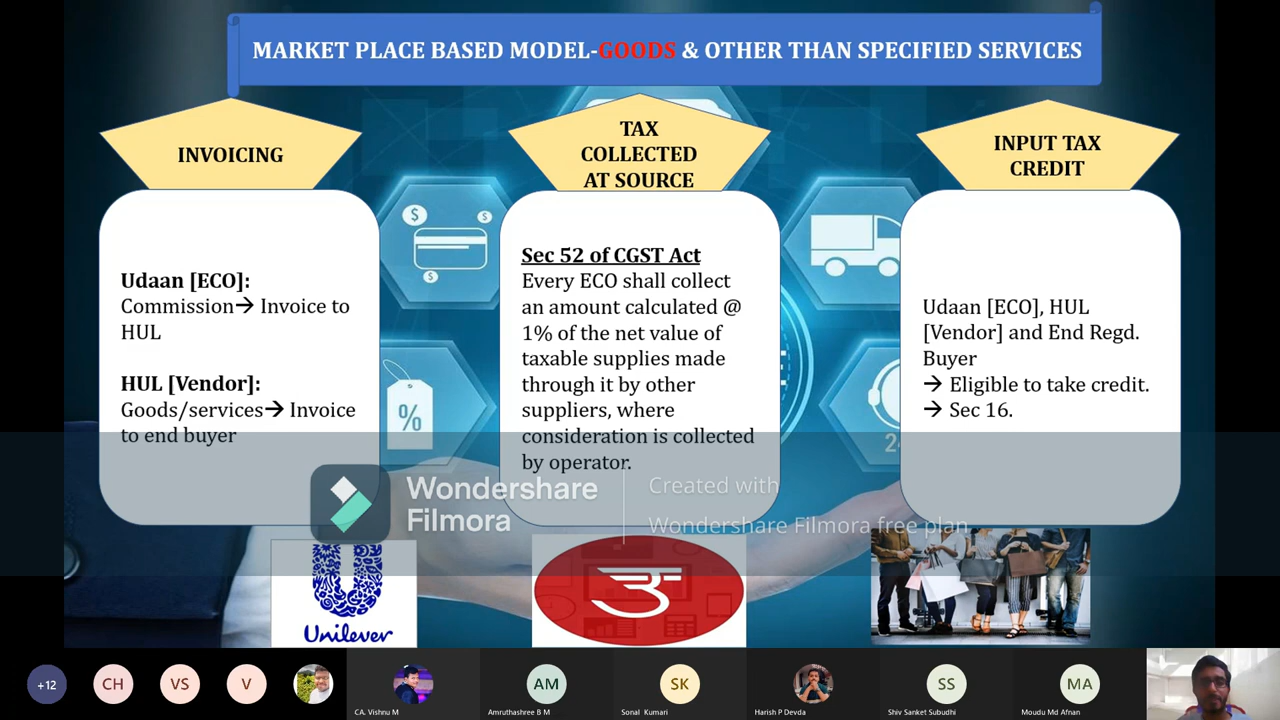 MARKET PLACE BASED MODEL-GOODS & OTHER THAN SPECIFIED SERVICES
INVOICING
Udaan [ECO]:
Commission→ Invoice to
HUL
HUL [Vendor]:
Goods/services→ Invoice
to end buyer
TAX
COLLECTED
AT SOURCE
Sec 52 of CGST Act
Every ECO shall collect
an amount calculated @
1% of the net value of
taxable supplies made
through it by other
suppliers, where
consideration is collected
by operator.
INPUT TAX
CREDIT
Udaan [ECO], HUL
[Vendor] and End Regd.
Buyer
→ Eligible to take credit.
→ Sec 16.
$
$
$
%
24
Wondershare
Filmora
Created with
Wondershare Filmora free plan
Unilever
+12
CH
VS
V
CA. Vishnu M
AM
Amruthashree B M
SK
Sonal Kumari
Harish P Devda
SS
Shiv Sanket Subudhi
MA
Moudu Md Afnan